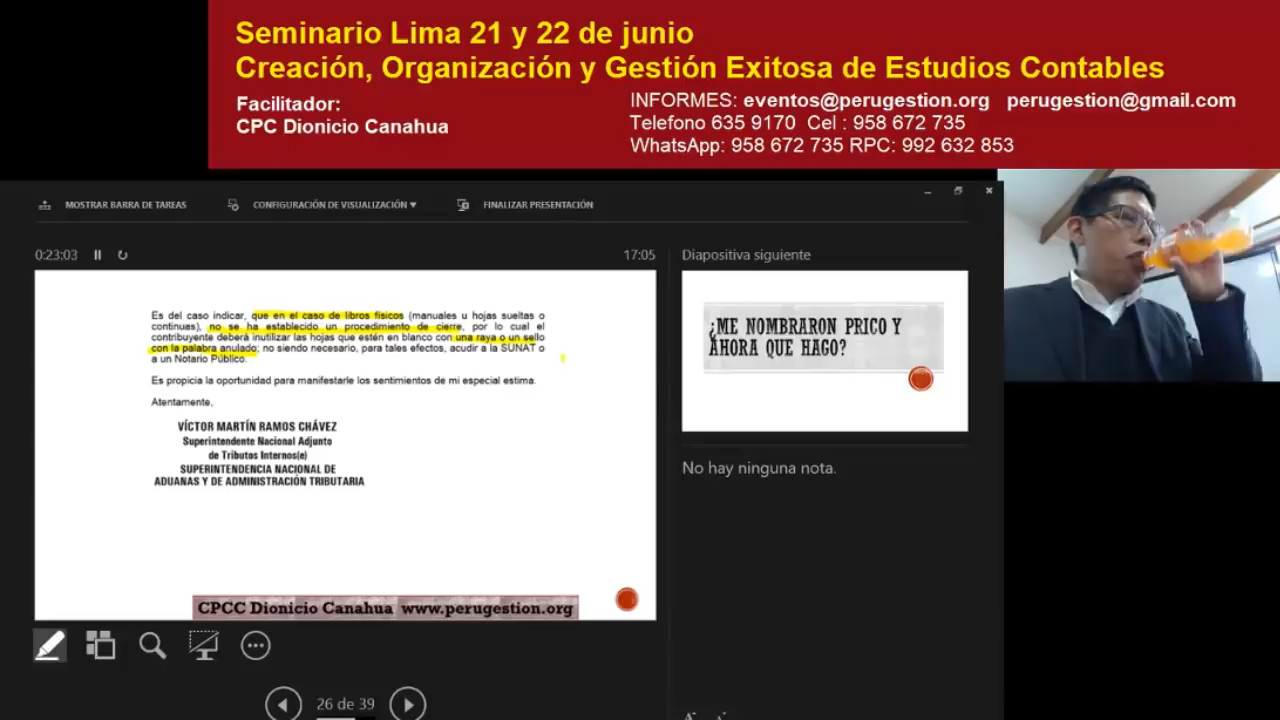 Seminario Lima 21 y 22 de junio
Creación, Organización y Gestión Exitosa de Estudios Contables
Facilitador:
CPC Dionicio Canahua
INFORMES: eventos@perugestion.org perugestion@gmail.com
Telefono 635 9170 Cel : 958 672 735
WhatsApp: 958 672 735 RPC: 992 632 853
MOSTRAR BARRA DE TAREAS
CONFIGURACIÓN DE VISUALIZACIÓN ▼
FINALIZAR PRESENTACIÓN
0:23:03
17:05
Es del caso indicar, que en el caso de libros físicos (manuales u hojas sueltas o
continuas), no se ha establecido un procedimiento de cierre, por lo cual el
contribuyente deberá inutilizar las hojas que estén en blanco con una raya o un sello
con la palabra anulado; no siendo necesario, para tales efectos, acudir a la SUNAT o
a un Notario Público.
Es propicia la oportunidad para manifestarle los sentimientos de mi especial estima.
Atentamente,
VÍCTOR MARTÍN RAMOS CHÁVEZ
Superintendente Nacional Adjunto
de Tributos Internos(e)
SUPERINTENDENCIA NACIONAL DE
ADUANAS Y DE ADMINISTRACIÓN TRIBUTARIA
CPCC Dionicio Canahua www.perugestion.org
Diapositiva siguiente
¿ME NOMBRARON PRICO Y
AHORA QUE HAGO?
No hay ninguna nota.
26 de 39